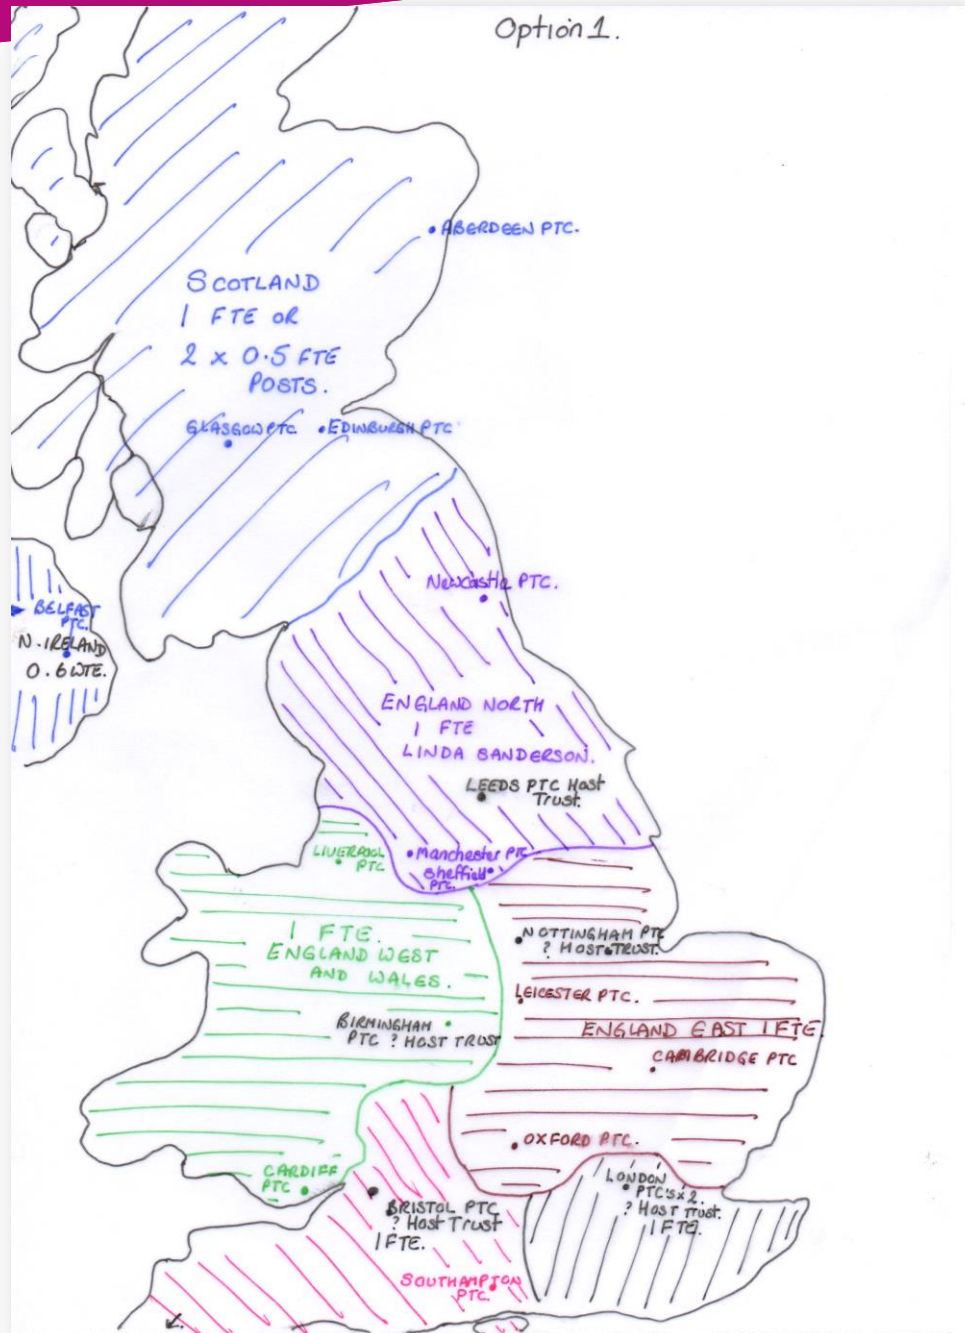 Option 1.
• ABERDEEN PTC.
SCOTLAND
1 FTE OR
2 x 0.5 FTE
POSTS.
GLASGOW PTC
• EDINBURGH PTC
Newcastle PTC.
BELFAST
PTC.
N. IRELAND
0.6 WTE.
ENGLAND NORTH
1 FTE
LINDA SANDERSON.
LEEDS PTC Host
Trust.
LIVERPOOL
PTC
• Manchester PTC
Sheffield
PTC.
1 FTE.
ENGLAND WEST
AND WALES.
NOTTINGHAM PTC
? HOST TRUST.
LEICESTER PTC.
BIRMINGHAM
PTC ? HOST TRUST
ENGLAND EAST 1 FTE.
CAMBRIDGE PTC
OXFORD PTC.
CARDIFF
PTC
LONDON
PTC's x 2.
? Host Trust.
1 FTE.
BRISTOL PTC
? Host Trust
1 FTE.
SOUTHAMPTON
PTC.